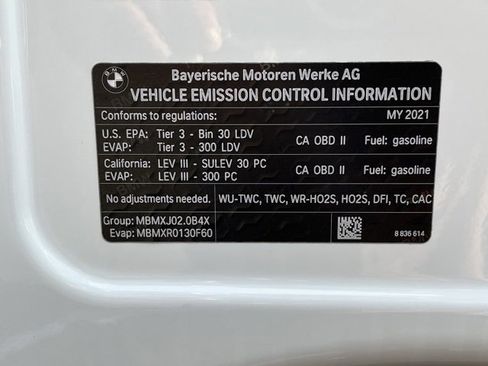 BMW
Bayerische Motoren Werke AG
VEHICLE EMISSION CONTROL INFORMATION
Conforms to regulations: MY 2021
U.S. EPA: Tier 3 - Bin 30 LDV CA OBD II Fuel: gasoline
EVAP: Tier 3 - 300 LDV
California: LEV III - SULEV 30 PC CA OBD II Fuel: gasoline
EVAP: LEV III - 300 PC
No adjustments needed. WU-TWC, TWC, WR-HO2S, HO2S, DFI, TC, CAC
Group: MBMXJ02.0B4X
Evap: MBMXR0130F60 8 836 614